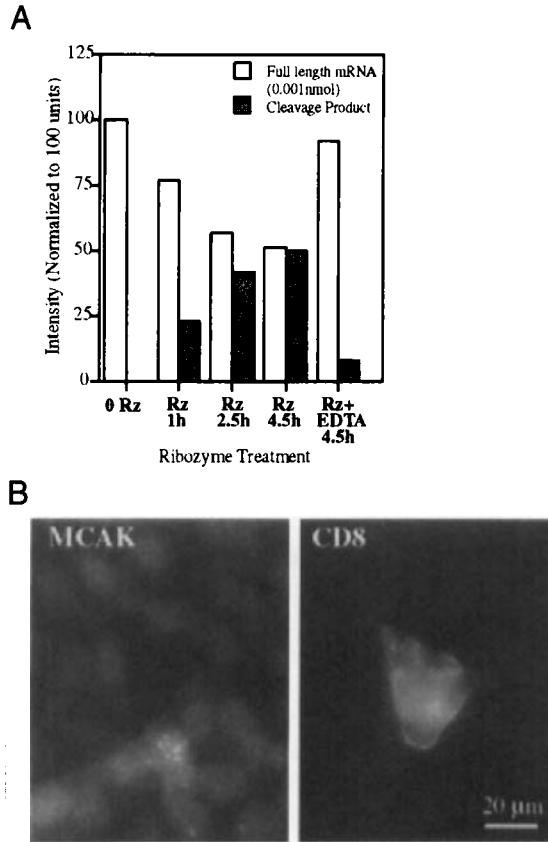 A
125
100
75
50
25
0
Intensity (Normalized to 100 units)
Full length mRNA
(0.001nmol)
Cleavage Product
0 Rz
Rz
1h
Rz
2.5h
Rz
4.5h
Rz+
EDTA
4.5h
Ribozyme Treatment
B
MCAK
CD8
20 μm